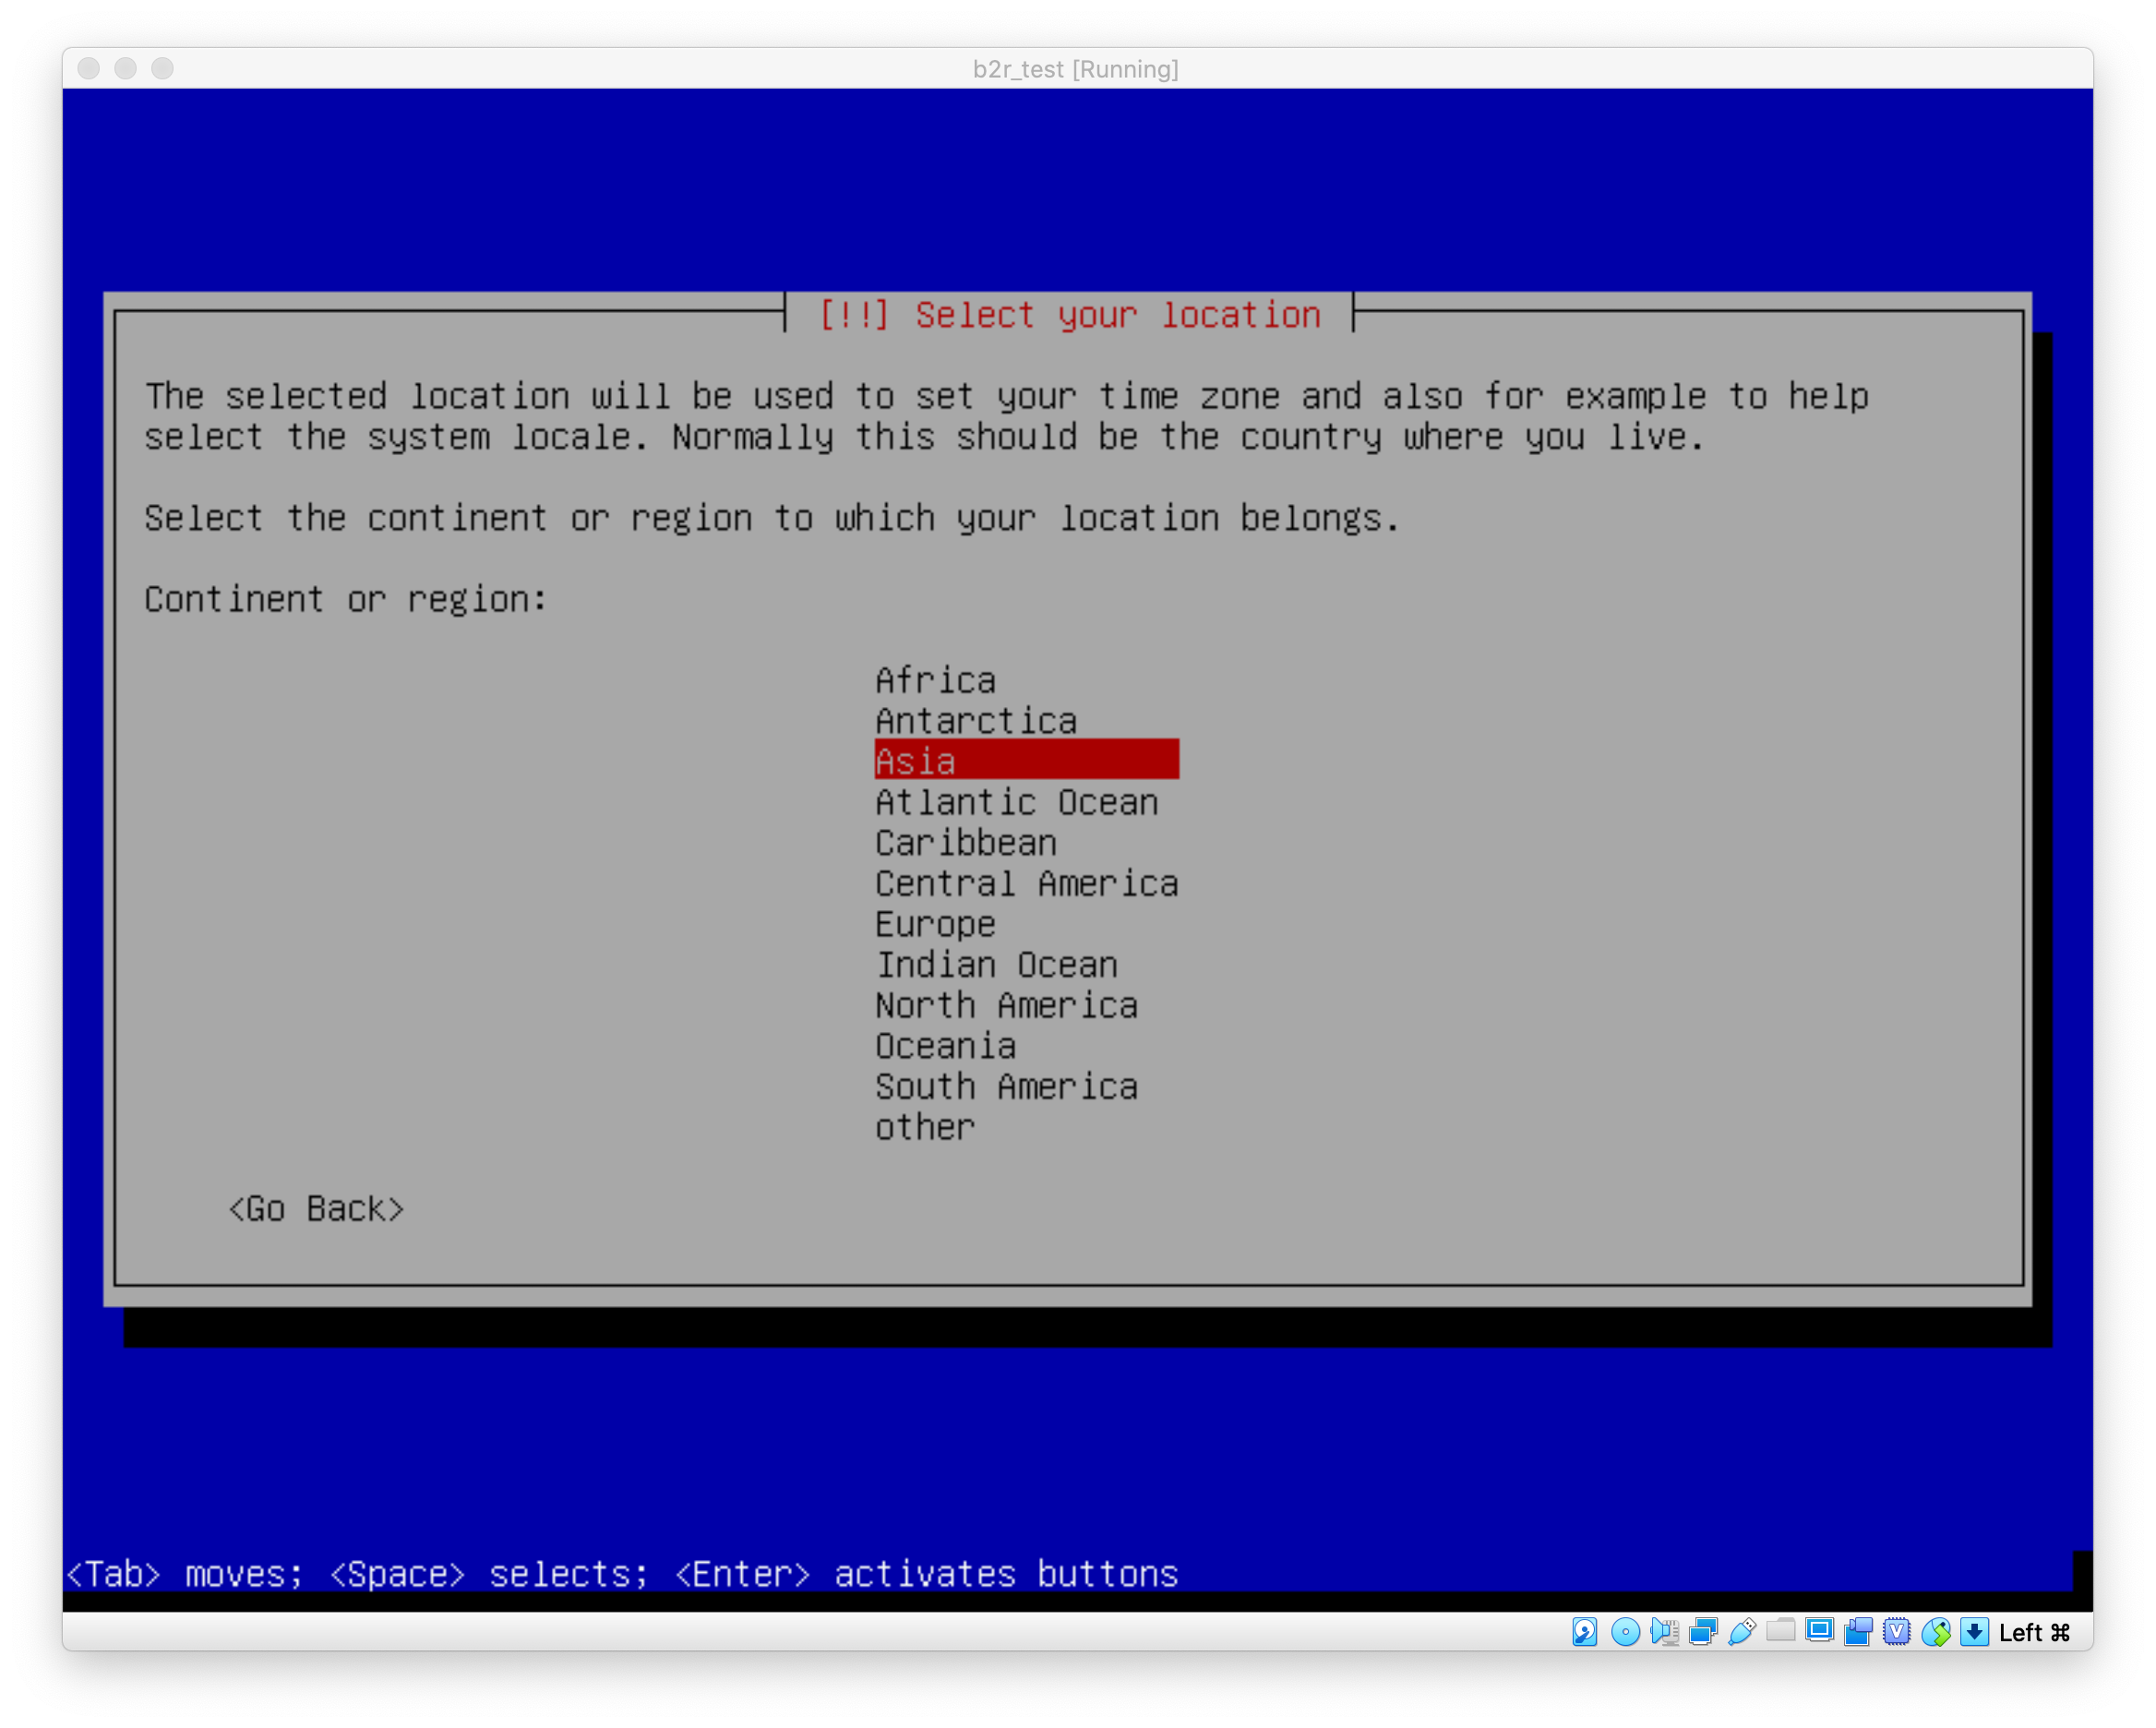 b2r_test [Running]
[!!] Select your location
The selected location will be used to set your time zone and also for example to help
select the system locale. Normally this should be the country where you live.
Select the continent or region to which your location belongs.
Continent or region:
Africa
Antarctica
Asia
Atlantic Ocean
Caribbean
Central America
Europe
Indian Ocean
North America
Oceania
South America
other
<Go Back>
<Tab> moves; <Space> selects; <Enter> activates buttons
Left ⌘